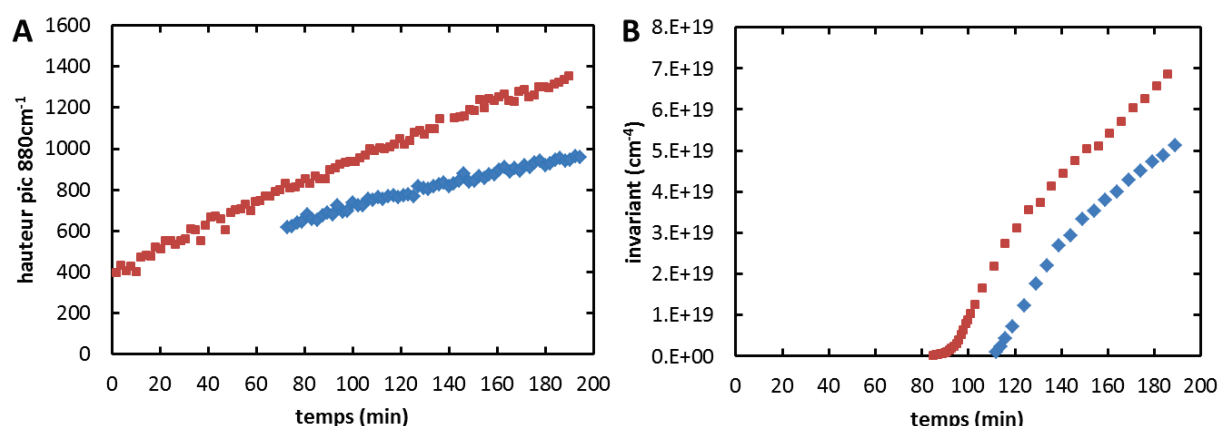 A
hauteur pic 880cm-1
1600
1400
1200
1000
800
600
400
200
0
0 20 40 60 80 100 120 140 160 180 200
temps (min)
B
invariant (cm-4)
8.E+19
7.E+19
6.E+19
5.E+19
4.E+19
3.E+19
2.E+19
1.E+19
0.E+00
0 20 40 60 80 100 120 140 160 180 200
temps (min)